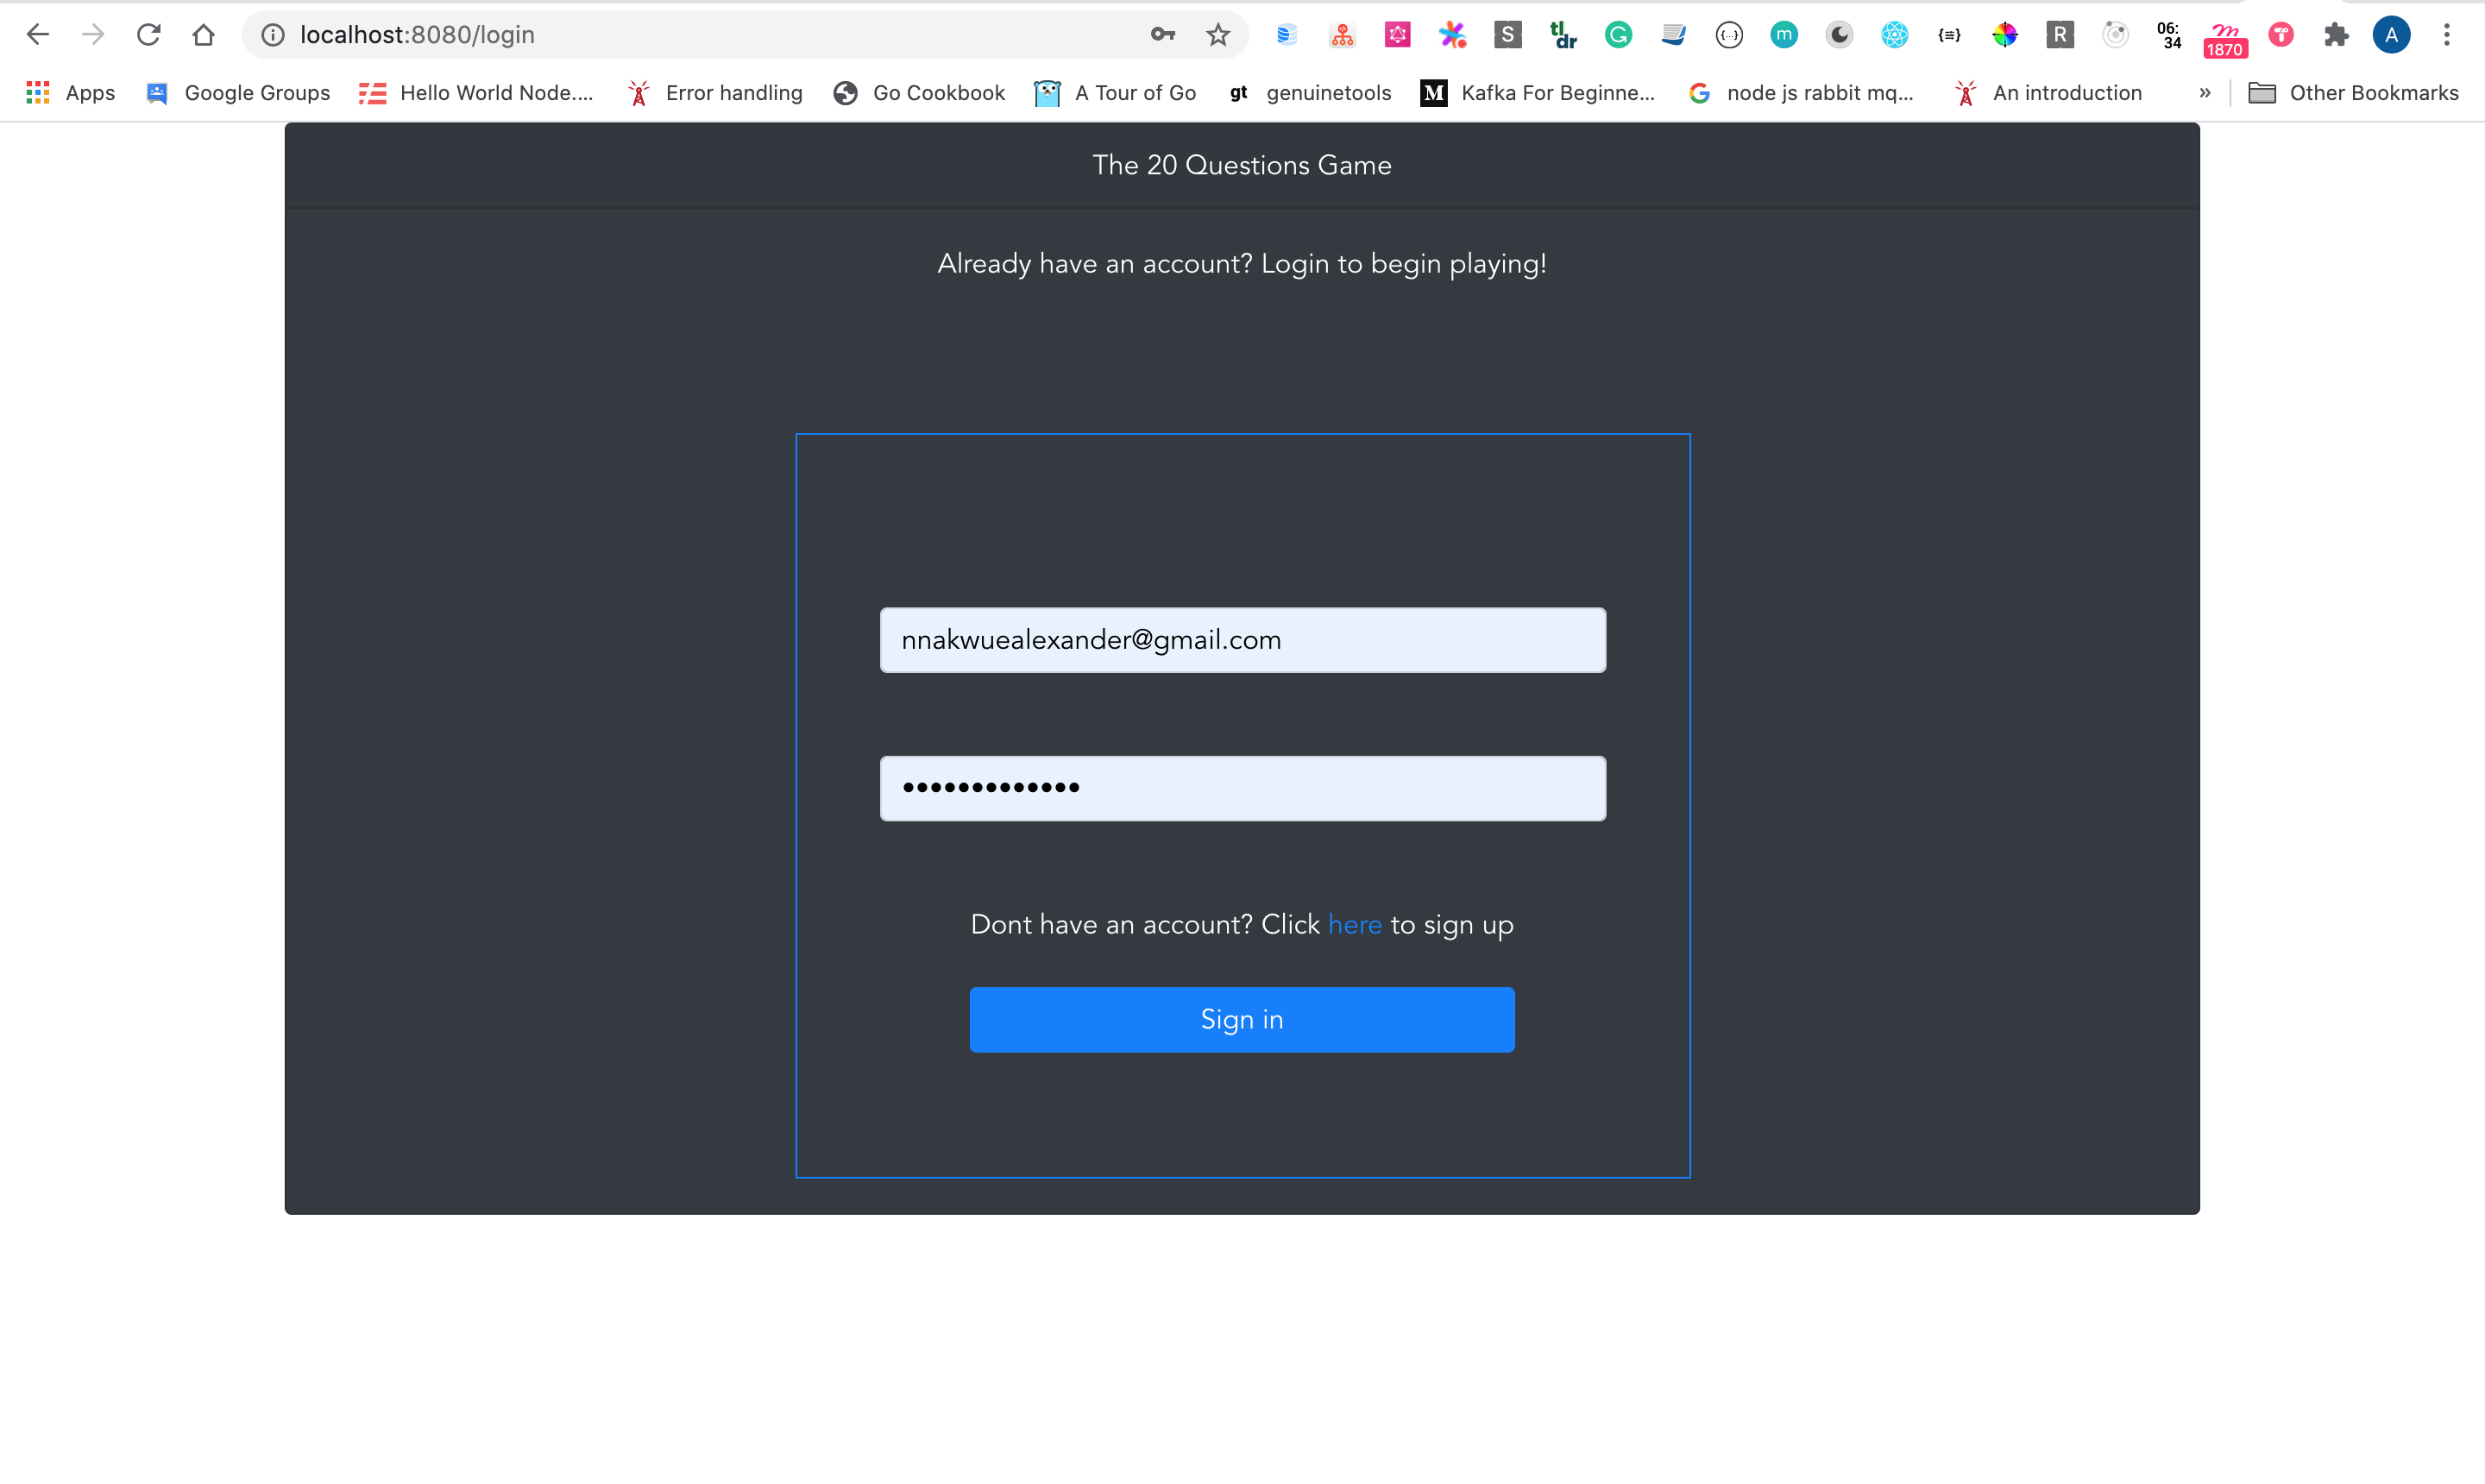 localhost:8080/login
S
tl;dr
G
{...}
m
{≡}
R
06:
34
m
1870
A
Apps
Google Groups
Hello World Node....
Error handling
Go Cookbook
A Tour of Go
gt
genuinetools
M
Kafka For Beginne...
G
node js rabbit mq...
An introduction
»
Other Bookmarks
The 20 Questions Game
Already have an account? Login to begin playing!
nnakwuealexander@gmail.com
•••••••••••••
Dont have an account? Click here to sign up
Sign in